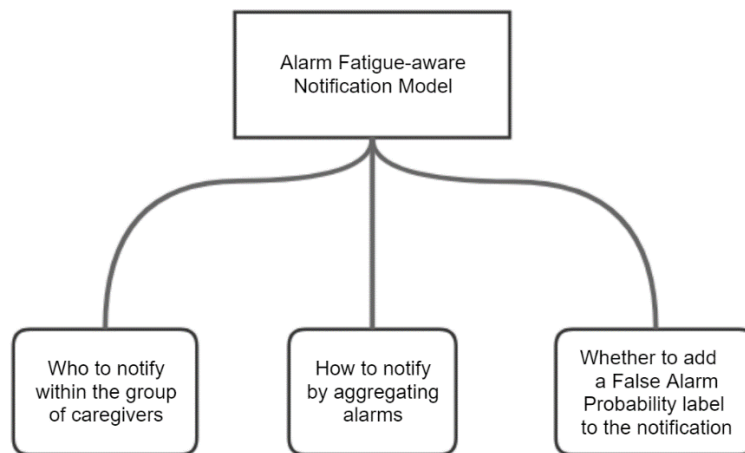 Alarm Fatigue-aware
Notification Model
Who to notify
within the group
of caregivers
How to notify
by aggregating
alarms
Whether to add
a False Alarm
Probability label
to the notification